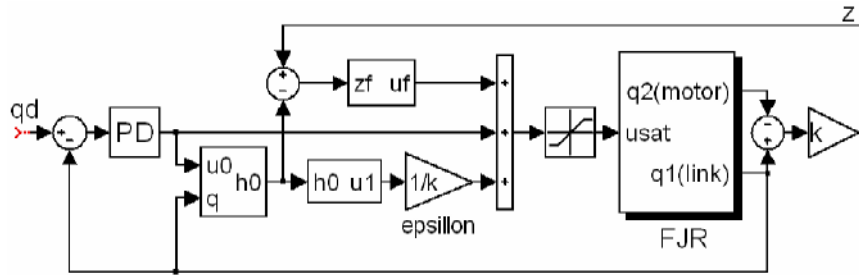 z
qd
PD
zf uf
u0
q
h0
h0 u1
1/k
epsillon
q2(motor)
usat
q1(link)
FJR
k